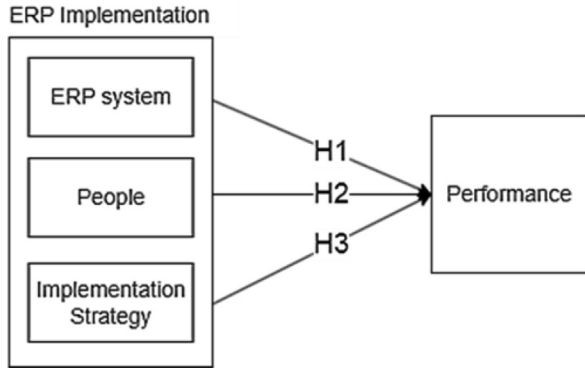 ERP Implementation
ERP system
H1
People
H2
Performance
H3
Implementation
Strategy